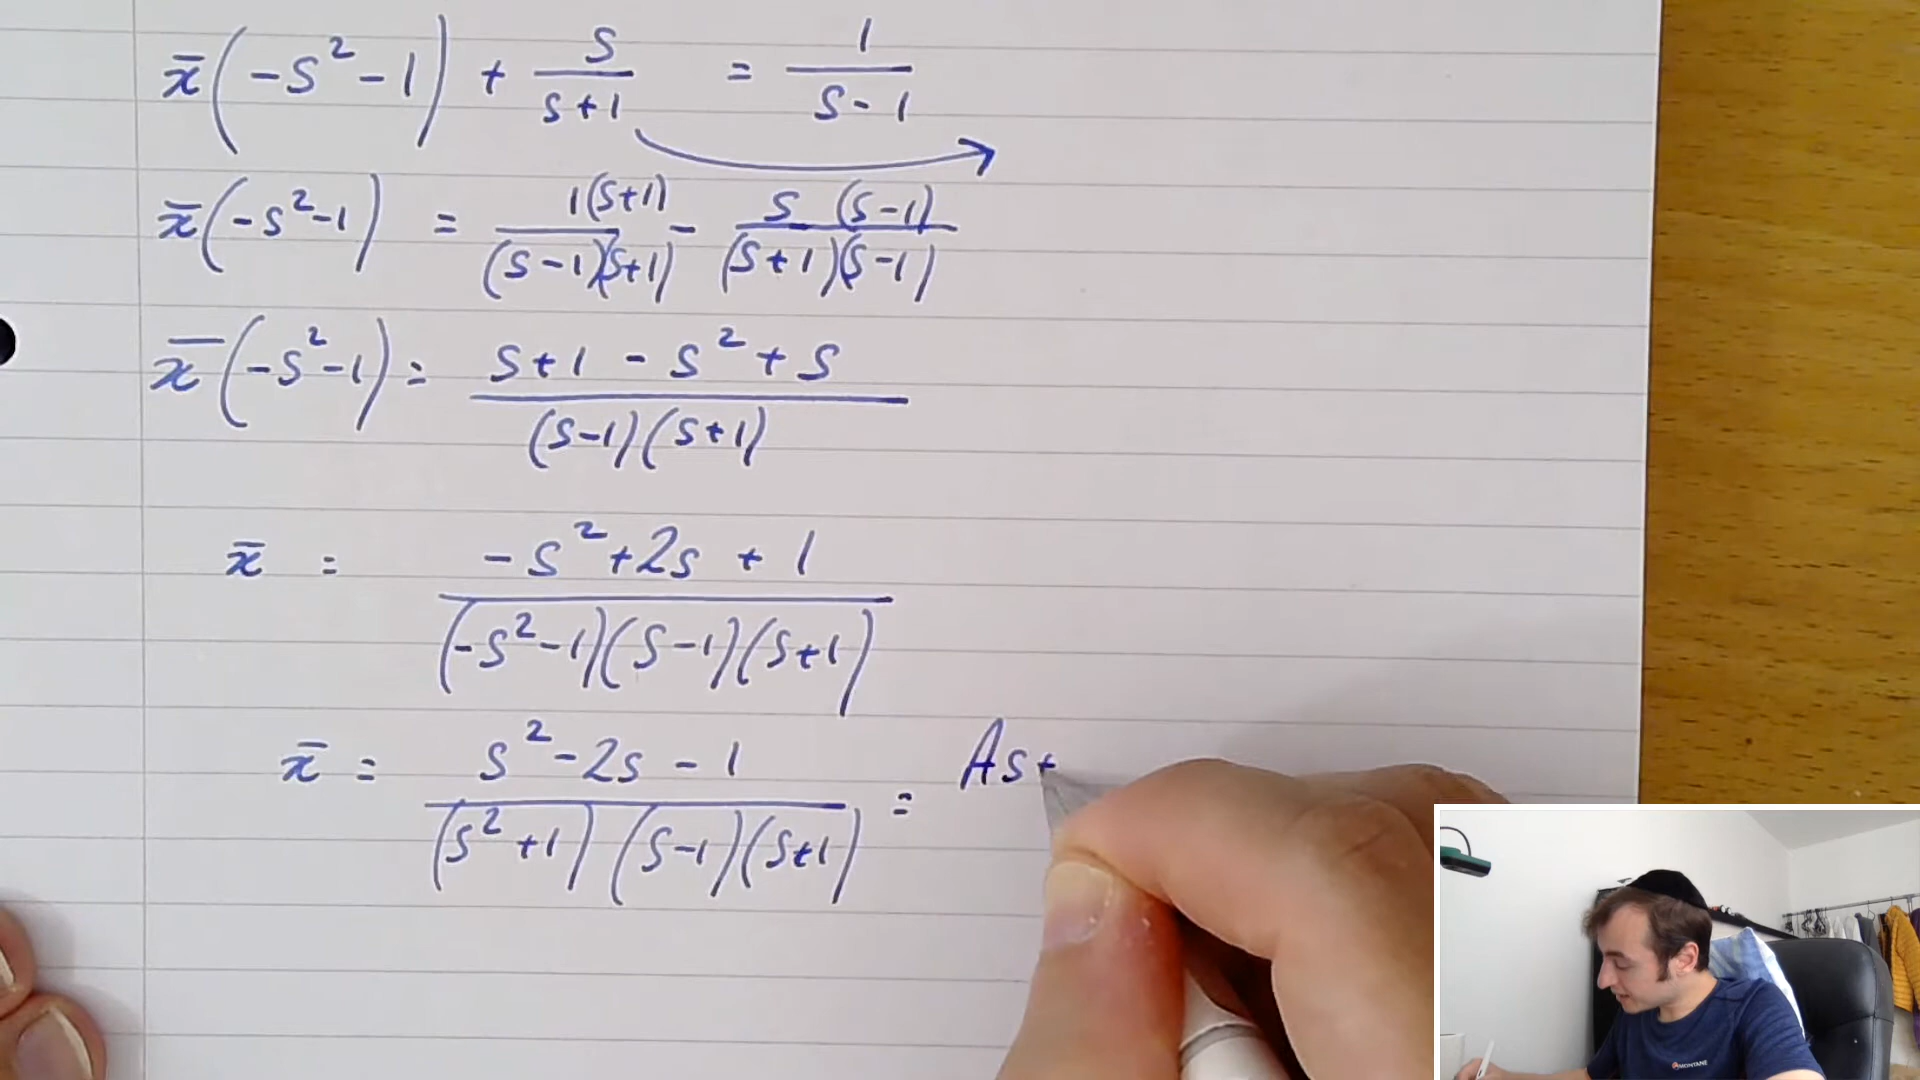 x̄(-s²-1) + s/(s+1) = 1/(s-1)
x̄(-s²-1) = 1(s+1)/((s-1)(s+1)) - s(s-1)/((s+1)(s-1))
x̄(-s²-1) = (s+1-s²+s)/((s-1)(s+1))
x̄ = (-s²+2s+1)/((-s²-1)(s-1)(s+1))
x̄ = (s²-2s-1)/((s²+1)(s-1)(s+1)) = As+
MONTANE